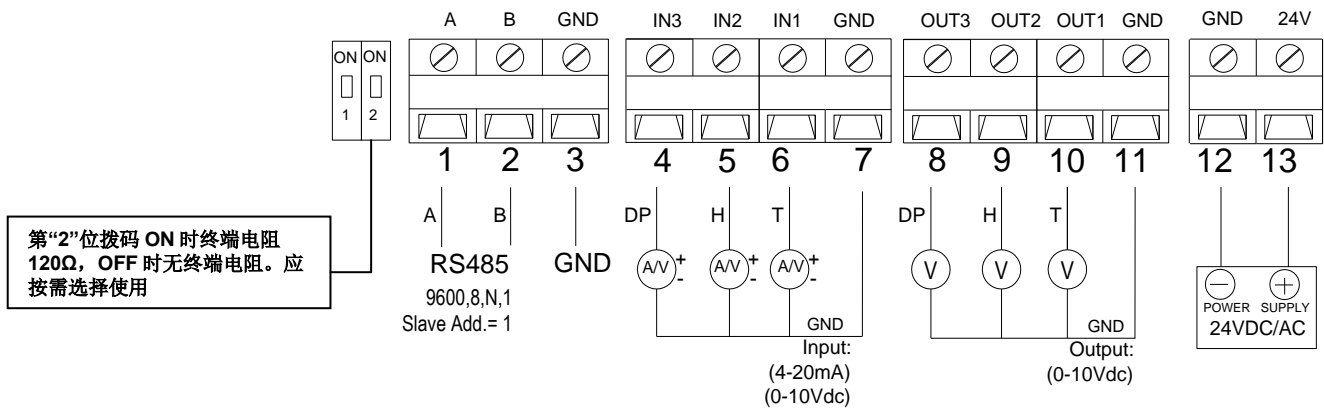 A B GND IN3 IN2 IN1 GND OUT3 OUT2 OUT1 GND GND 24V
ON ON
1 2
1 2 3 4 5 6 7 8 9 10 11 12 13
A B DP H T DP H T
第“2”位拨码 ON 时终端电阻
120Ω，OFF 时无终端电阻。应
按需选择使用
RS485 GND
9600,8,N,1
Slave Add.= 1
A/V + - A/V + - A/V + -
GND
Input:
(4-20mA)
(0-10Vdc)
V V V
GND
Output:
(0-10Vdc)
POWER SUPPLY
24VDC/AC